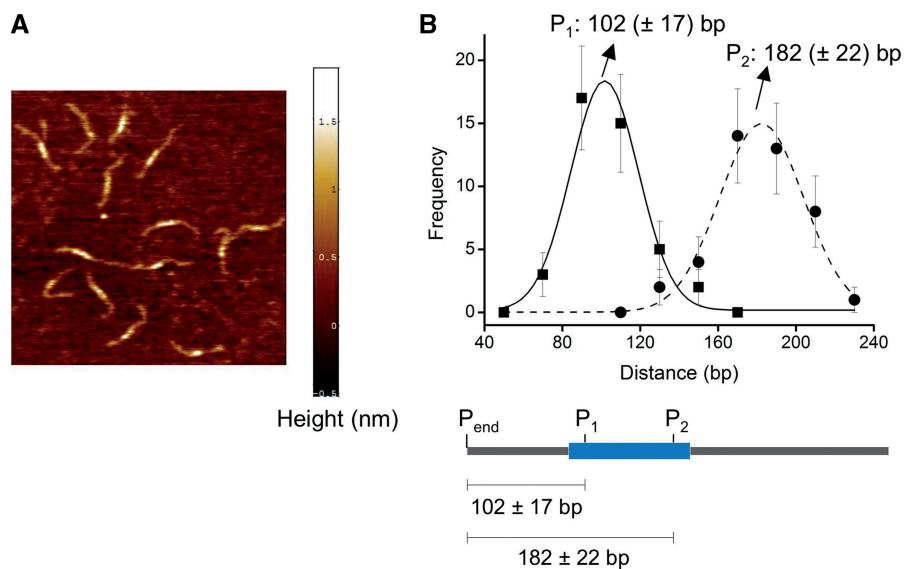 A
1.5
0.5
0
-0.5
Height (nm)
B
P1: 102 (± 17) bp
P2: 182 (± 22) bp
20
15
10
5
0
Frequency
40 80 120 160 200 240
Distance (bp)
Pend P1 P2
102 ± 17 bp
182 ± 22 bp